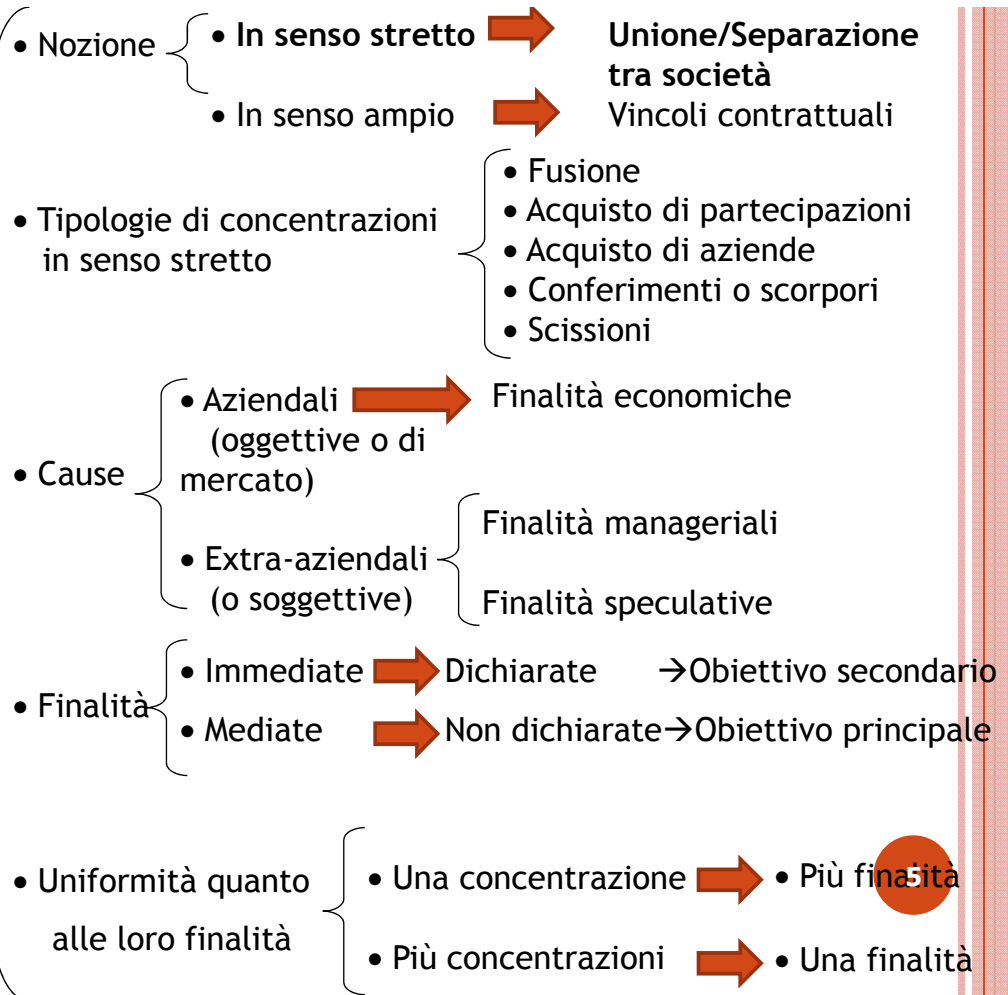 • Nozione
• In senso stretto Unione/Separazione
tra società
• In senso ampio Vincoli contrattuali
• Tipologie di concentrazioni
in senso stretto
• Fusione
• Acquisto di partecipazioni
• Acquisto di aziende
• Conferimenti o scorpori
• Scissioni
• Cause
• Aziendali Finalità economiche
(oggettive o di
mercato)
• Extra-aziendali
(o soggettive)
Finalità manageriali
Finalità speculative
• Finalità
• Immediate Dichiarate →Obiettivo secondario
• Mediate Non dichiarate→Obiettivo principale
• Uniformità quanto
alle loro finalità
• Una concentrazione • Più finalità
• Più concentrazioni • Una finalità
5